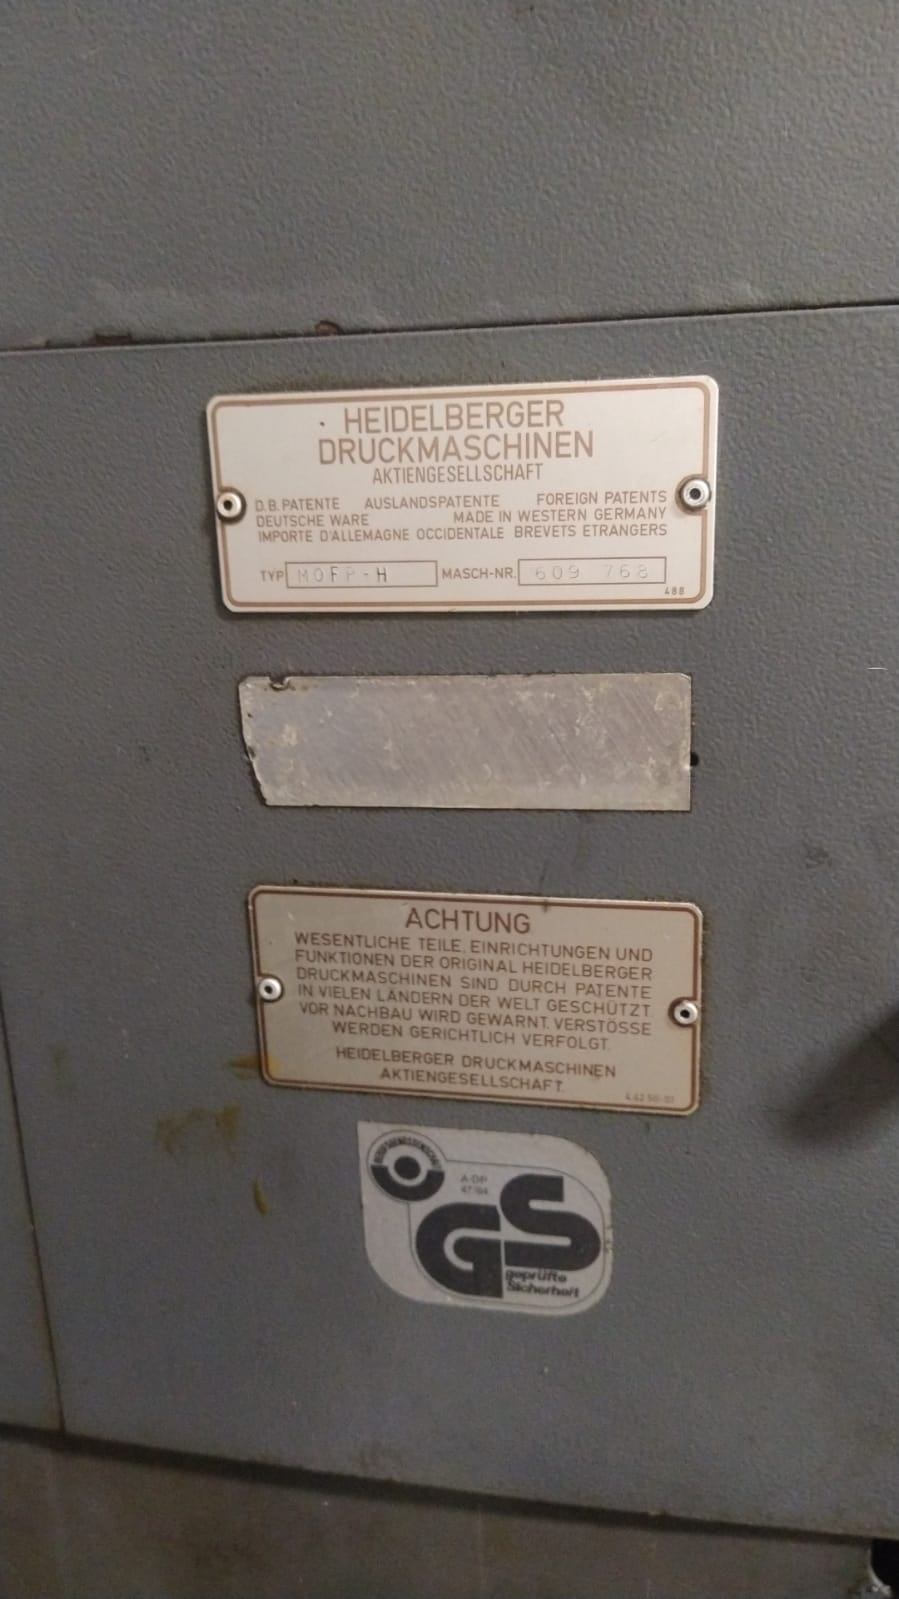 HEIDELBERGER
DRUCKMASCHINEN
AKTIENGESELLSCHAFT
D.B. PATENTE AUSLANDSPATENTE FOREIGN PATENTS
DEUTSCHE WARE MADE IN WESTERN GERMANY
IMPORTE D'ALLEMAGNE OCCIDENTALE BREVETS ETRANGERS
TYP MOFP-H MASCH-NR. 609 768
488
ACHTUNG
WESENTLICHE TEILE, EINRICHTUNGEN UND
FUNKTIONEN DER ORIGINAL HEIDELBERGER
DRUCKMASCHINEN SIND DURCH PATENTE
IN VIELEN LÄNDERN DER WELT GESCHÜTZT.
VOR NACHBAU WIRD GEWARNT. VERSTÖSSE
WERDEN GERICHTLICH VERFOLGT.
HEIDELBERGER DRUCKMASCHINEN
AKTIENGESELLSCHAFT.
A-DP
GS
geprüfte
Sicherheit